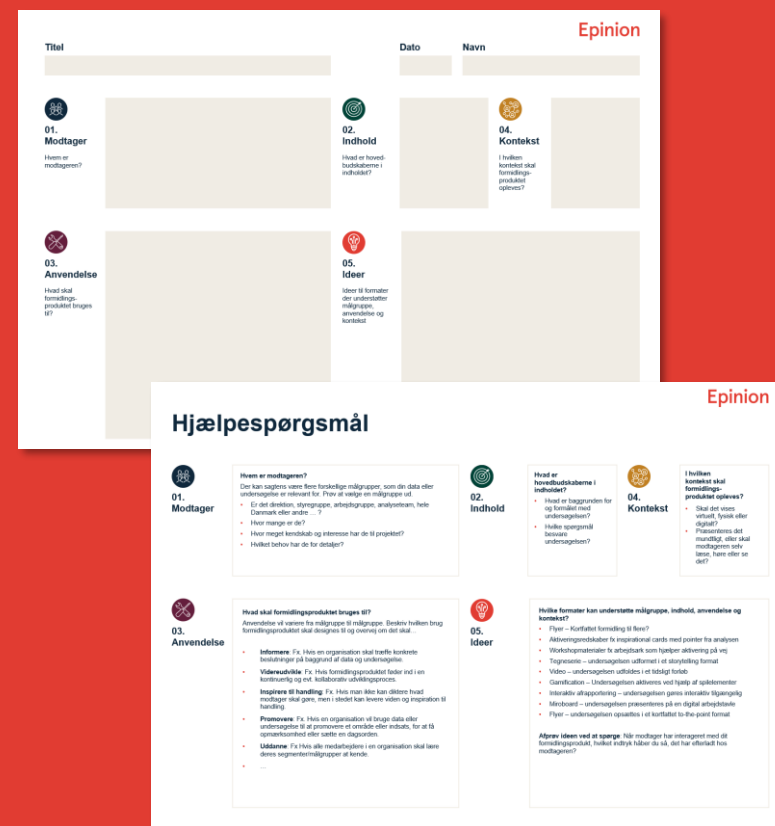 Epinion
Titel
Dato
Navn
01.
Modtager
Hvem er
modtageren?
02.
Indhold
Hvad er hoved-
budskaberne i
indholdet?
04.
Kontekst
I hvilken
kontekst skal
formidlings-
produktet
opleves?
03.
Anvendelse
Hvad skal
formidlings-
produktet bruges
til?
05.
Ideer
Ideer til formater
der understøtter
målgruppe,
anvendelse og
kontekst
Epinion
Hjælpespørgsmål
01.
Modtager
Hvem er modtageren?
Der kan sagtens være flere forskellige målgrupper, som din data eller
undersøgelse er relevant for. Prøv at vælge en målgruppe ud.
• Er det direktion, styregruppe, arbejdsgruppe, analyseteam, hele
Danmark eller andre … ?
• Hvor mange er de?
• Hvor meget kendskab og interesse har de til projektet?
• Hvilket behov har de for detaljer?
02.
Indhold
Hvad er
hovedbudskaberne i
indholdet?
• Hvad er baggrunden for
og formålet med
undersøgelsen?
• Hvilke spørgsmål
besvare
undersøgelsen?
04.
Kontekst
I hvilken
kontekst skal
formidlings-
produktet opleves?
• Skal det vises
virtuelt, fysisk eller
digitalt?
• Præsenteres det
mundtligt, eller skal
modtageren selv
læse, høre eller se
det?
03.
Anvendelse
Hvad skal formidlingsproduktet bruges til?
Anvendelse vil variere fra målgruppe til målgruppe. Beskriv hvilken brug
formidlingsproduktet skal designes til og overvej om det skal…
• Informere: Fx. Hvis en organisation skal træffe konkrete
beslutninger på baggrund af data og undersøgelse.
• Videreudvikle: Fx. Hvis formidlingsproduktet føder ind i en
kontinuerlig og evt. kollaborativ udviklingsproces.
• Inspirere til handling: Fx. Hvis man ikke kan diktere hvad
modtager skal gøre, men i stedet kan levere viden og inspiration til
handling.
• Promovere: Fx. Hvis en organisation vil bruge data eller
undersøgelse til at promovere et område eller indsats, for at få
opmærksomhed eller sætte en dagsorden.
• Uddanne: Fx Hvis alle medarbejdere i en organisation skal lære
deres segmenter/målgrupper at kende.
• …
05.
Ideer
Hvilke formater kan understøtte målgruppe, indhold, anvendelse og
kontekst?
• Flyer – Kortfattet formidling til flere?
• Aktiveringsredskaber fx inspirational cards med pointer fra analysen
• Workshopmaterialer fx arbejdsark som hjælper aktivering på vej
• Tegneserie – undersøgelsen udformet i et storytelling format
• Video – undersøgelsen udfoldes i et tidsligt forløb
• Gamification – Undersøgelsen aktiveres ved hjælp af spilelementer
• Interaktiv afrapportering – undersøgelsen gøres interaktiv tilgængelig
• Miroboard – undersøgelsen præsenteres på en digital arbejdstavle
• Flyer – undersøgelsen opsættes i et kortfattet to-the-point format
Afprøv ideen ved at spørge: Når modtager har interageret med dit
formidlingsprodukt, hvilket indtryk håber du så, det har efterladt hos
modtageren?